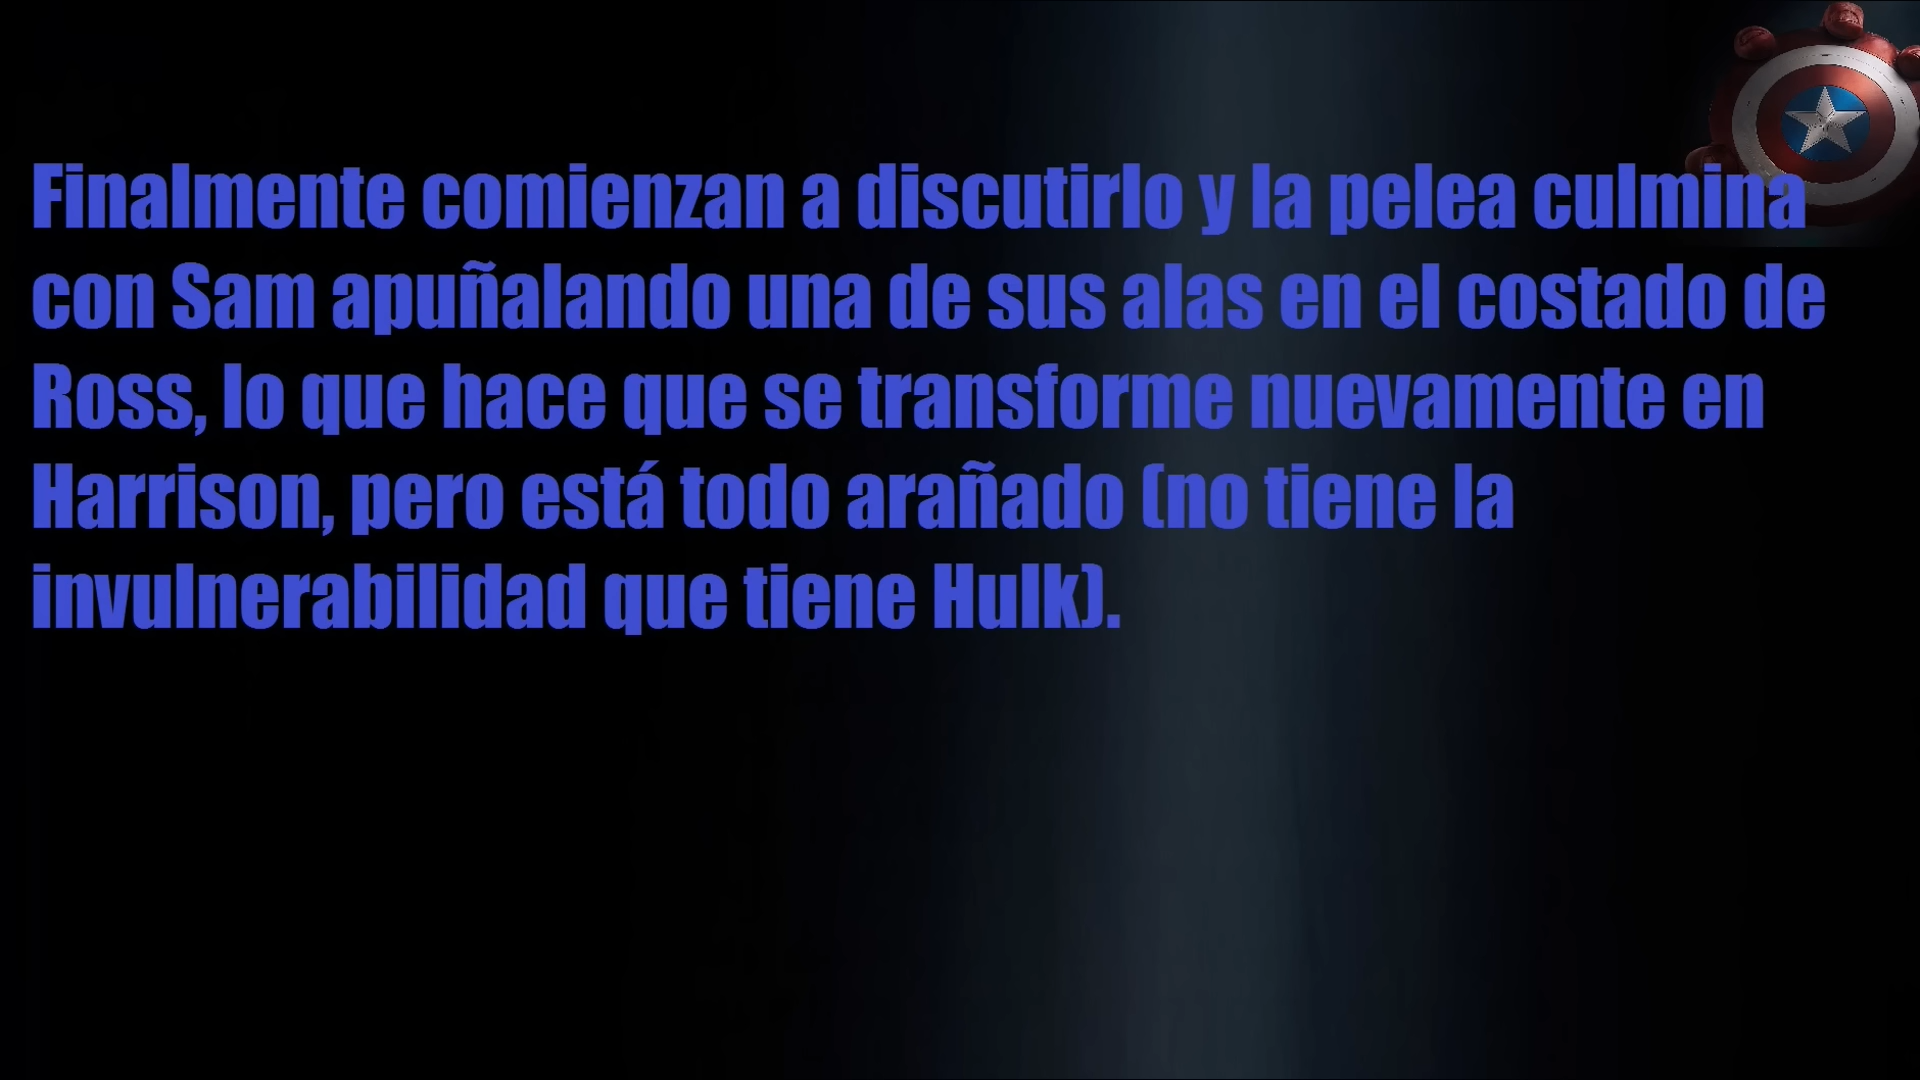 Finalmente comienzan a discutirlo y la pelea culmina
con Sam apuñalando una de sus alas en el costado de
Ross, lo que hace que se transforme nuevamente en
Harrison, pero está todo arañado (no tiene la
invulnerabilidad que tiene Hulk).